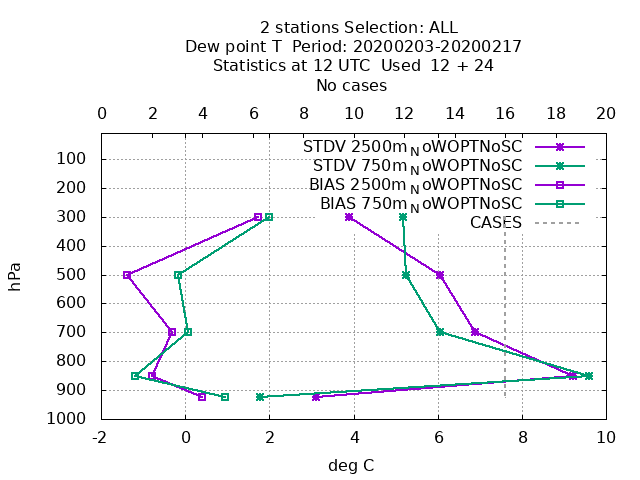 2 stations Selection: ALL
Dew point T  Period: 20200203-20200217
Statistics at 12 UTC  Used  12 + 24
No cases
0 2 4 6 8 10 12 14 16 18 20
STDV 2500m_NoWOPTNoSC
STDV 750m_NoWOPTNoSC
BIAS 2500m_NoWOPTNoSC
BIAS 750m_NoWOPTNoSC
CASES
hPa
100
200
300
400
500
600
700
800
900
1000
-2 0 2 4 6 8 10
deg C